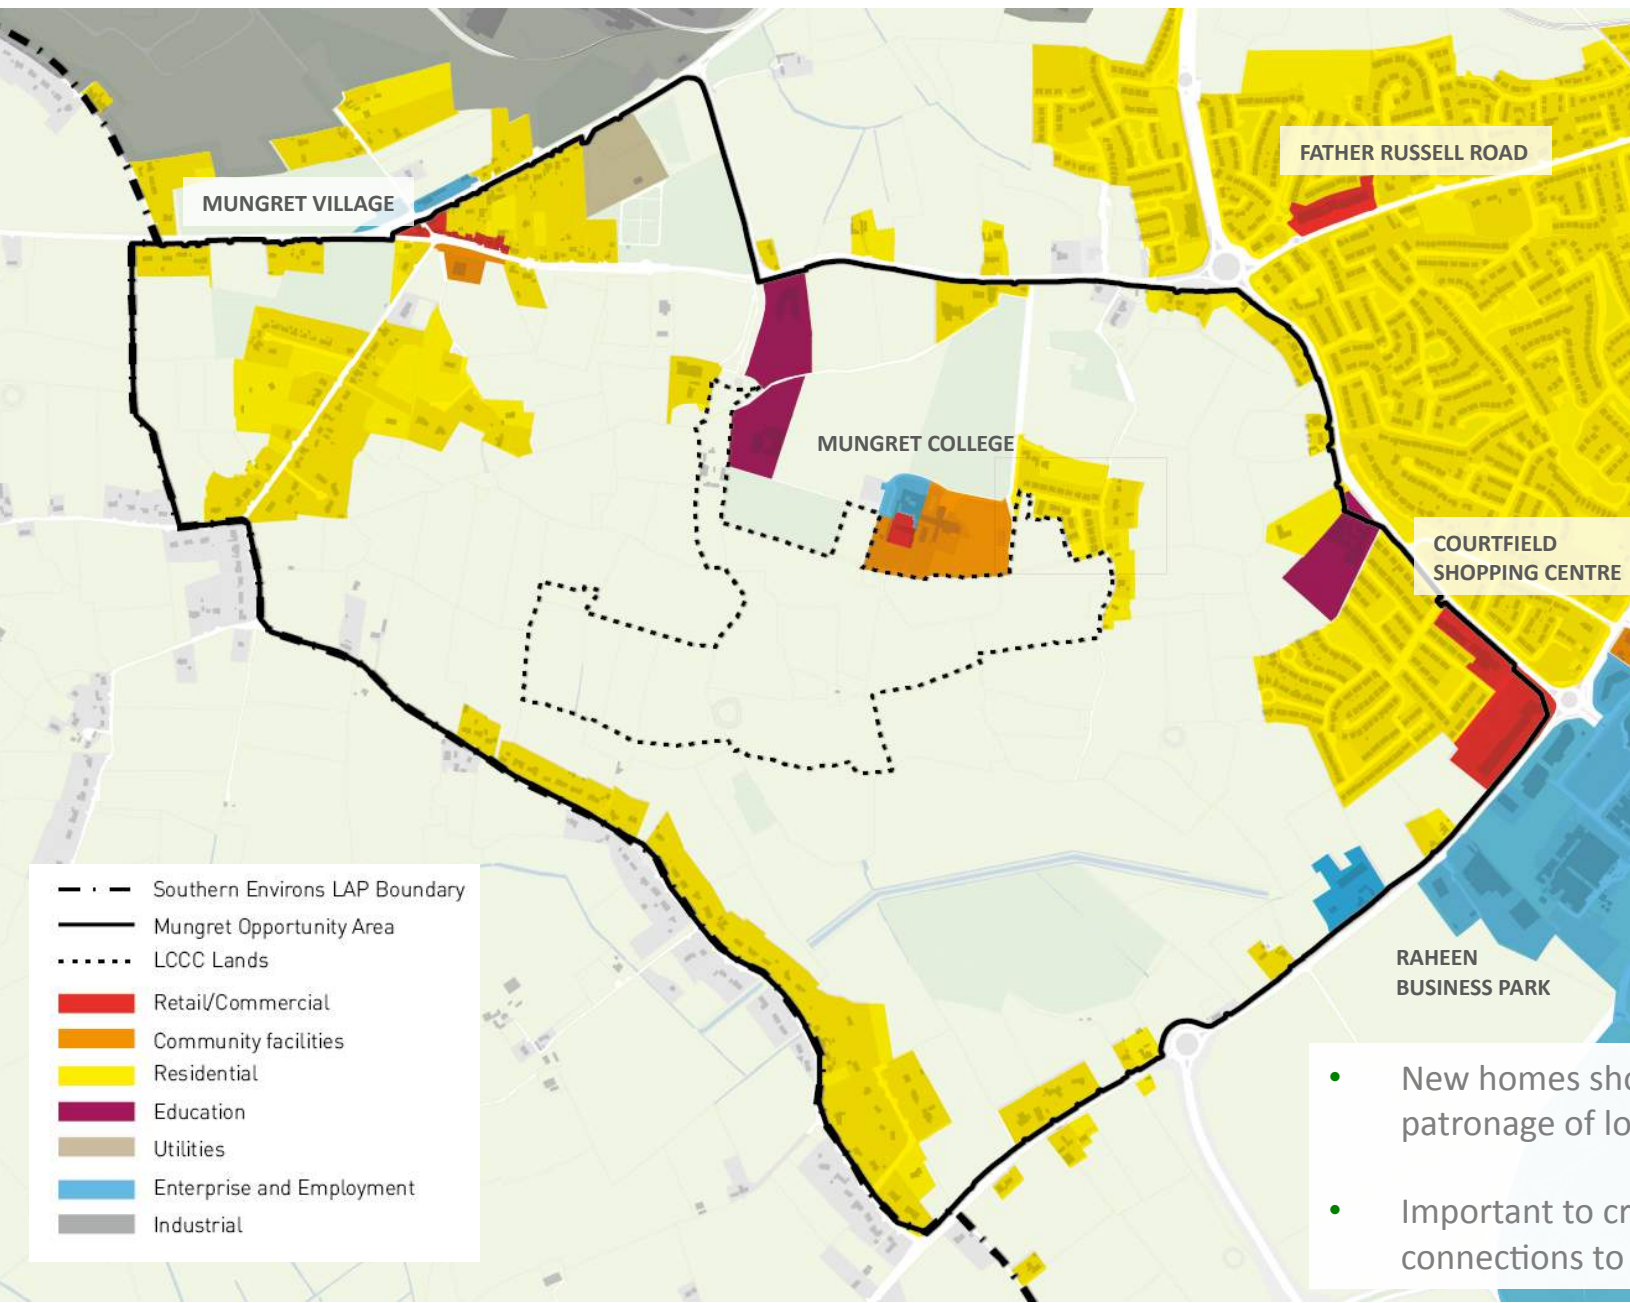 FATHER RUSSELL ROAD
MUNGRET VILLAGE
MUNGRET COLLEGE
COURTFIELD
SHOPPING CENTRE
RAHEEN
BUSINESS PARK
Southern Environs LAP Boundary
Mungret Opportunity Area
LCCC Lands
Retail/Commercial
Community facilities
Residential
Education
Utilities
Enterprise and Employment
Industrial
• New homes sho
patronage of lo
• Important to cr
connections to